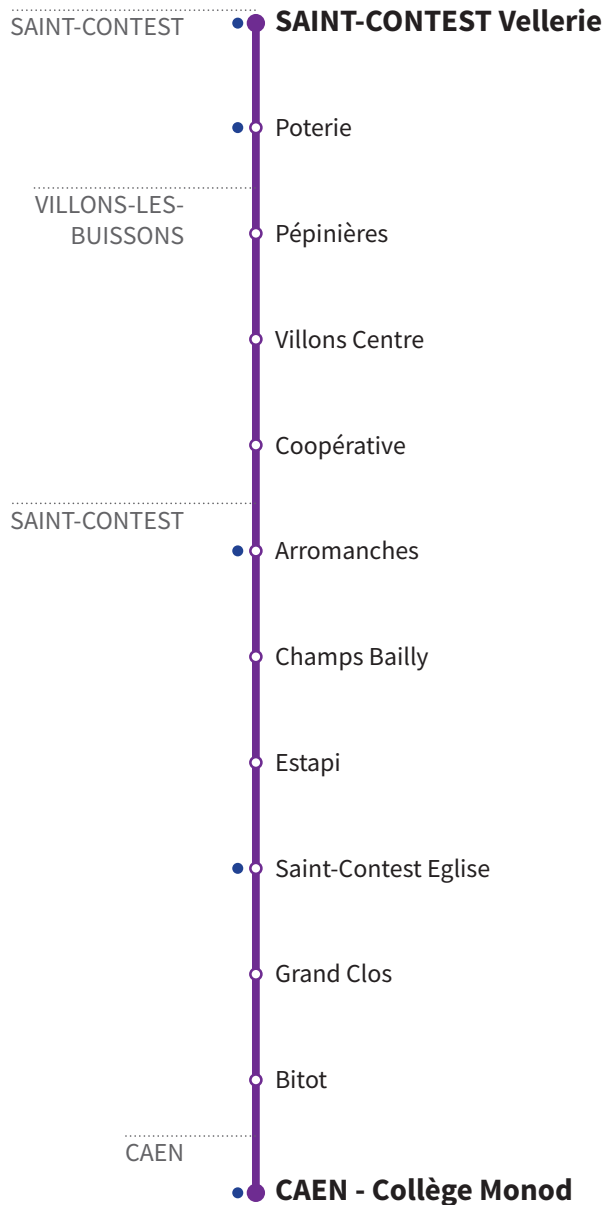 SAINT-CONTEST
SAINT-CONTEST Vellerie
Poterie
VILLONS-LES-
BUISSONS
Pépinières
Villons Centre
Coopérative
SAINT-CONTEST
Arromanches
Champs Bailly
Estapi
Saint-Contest Eglise
Grand Clos
Bitot
CAEN
CAEN - Collège Monod